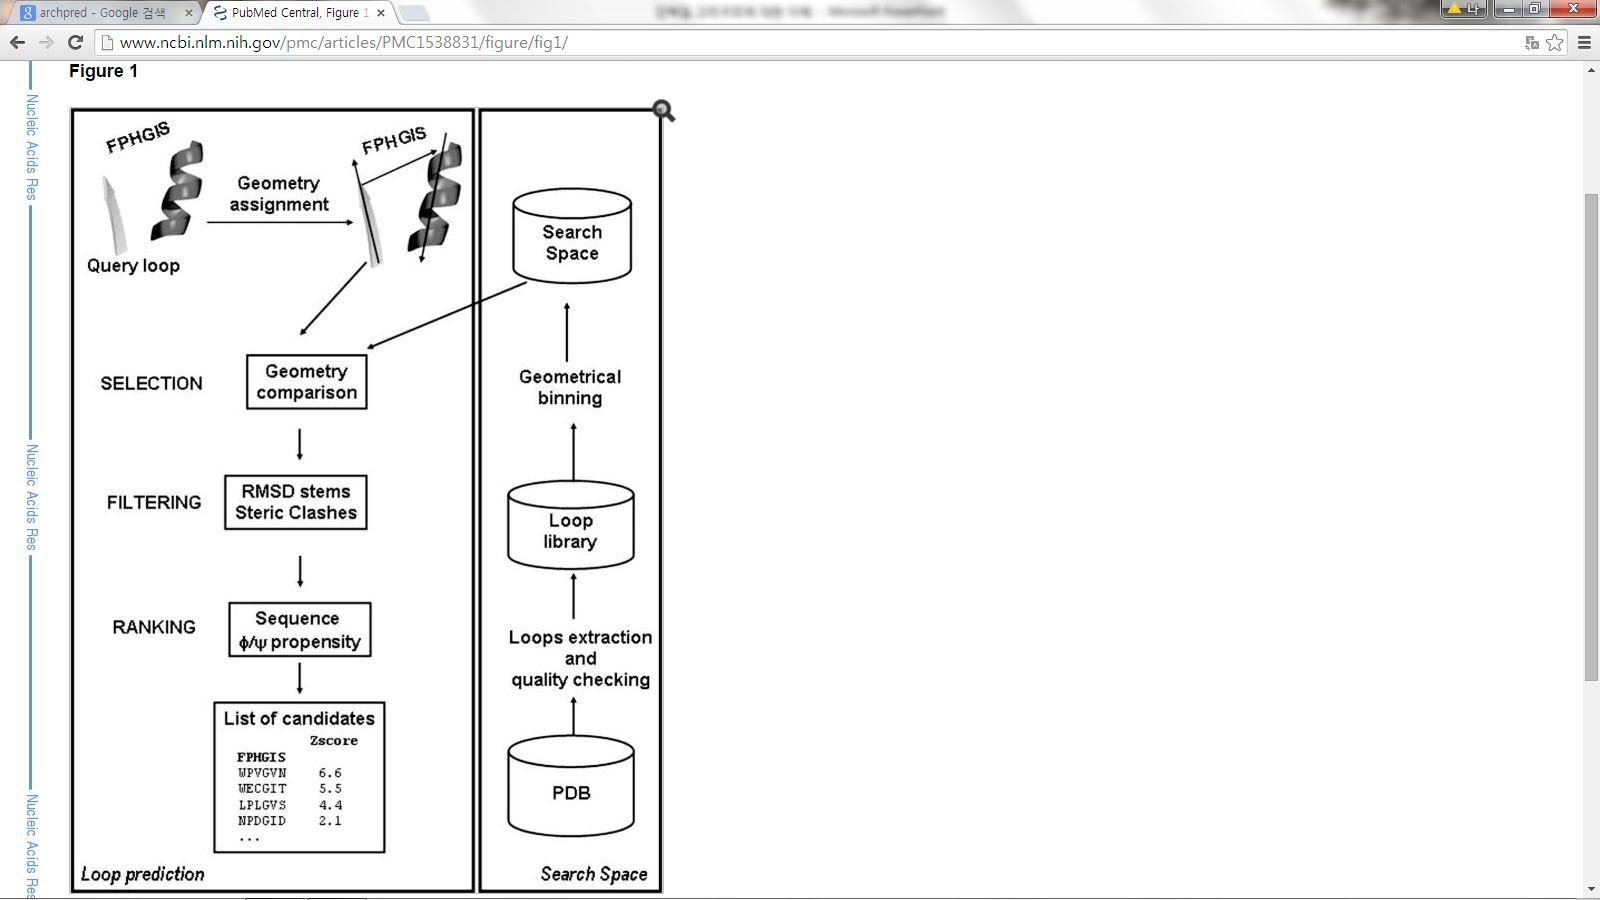 archpred - Google 검색
PubMed Central, Figure 1
Microsoft PowerPoint
나
www.ncbi.nlm.nih.gov/pmc/articles/PMC1538831/figure/fig1/
Figure 1
Nucleic Acids Res
Nucleic Acids Res
Nucleic Acids Res
FPHGIS
Geometry
assignment
FPHGIS
Query loop
SELECTION
Geometry
comparison
FILTERING
RMSD stems
Steric Clashes
RANKING
Sequence
ϕ/ψ propensity
List of candidates
Zscore
FPHGIS
WPVGVN 6.6
WECGIT 5.5
LPLGVS 4.4
NPDGID 2.1
...
Loop prediction
Search
Space
Geometrical
binning
Loop
library
Loops extraction
and
quality checking
PDB
Search Space